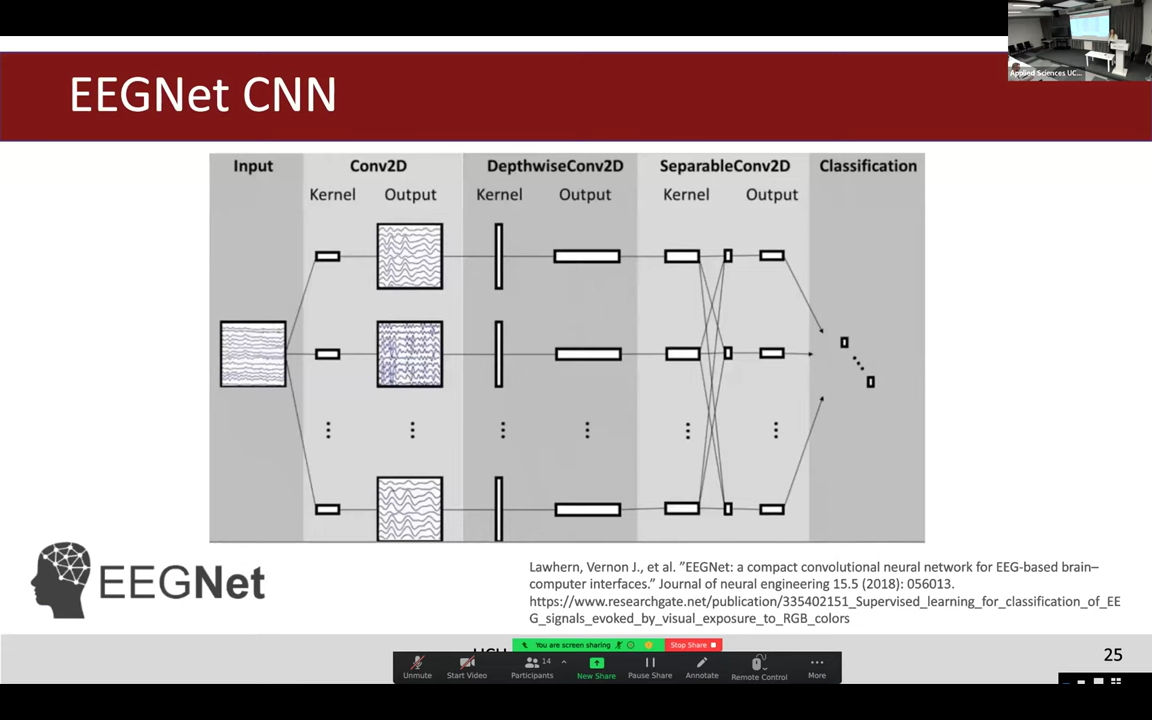 Applied Sciences UC...
EEGNet CNN
Input Conv2D DepthwiseConv2D SeparableConv2D Classification
Kernel Output Kernel Output Kernel Output
EEGNet
Lawhern, Vernon J., et al. ”EEGNet: a compact convolutional neural network for EEG-based brain–
computer interfaces.” Journal of neural engineering 15.5 (2018): 056013.
https://www.researchgate.net/publication/335402151_Supervised_learning_for_classification_of_EE
G_signals_evoked_by_visual_exposure_to_RGB_colors
You are screen sharing Stop Share
25
14
Unmute Start Video Participants New Share Pause Share Annotate Remote Control More